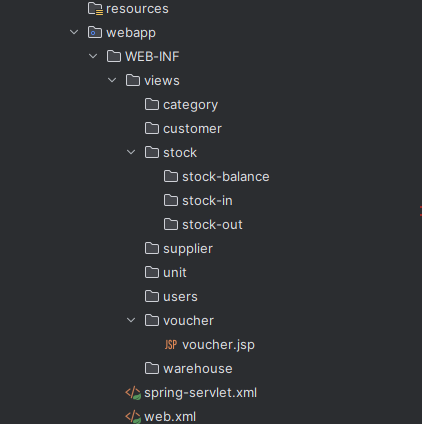 resources
webapp
WEB-INF
views
category
customer
stock
stock-balance
stock-in
stock-out
supplier
unit
users
voucher
JSP voucher.jsp
warehouse
</> spring-servlet.xml
</> web.xml